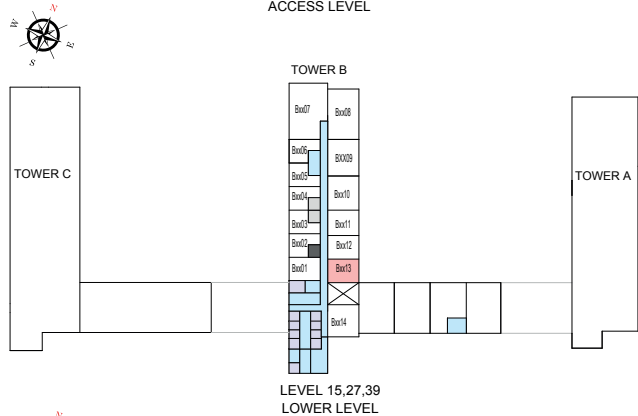 ACCESS LEVEL
N
W
E
S
TOWER B
Bxx07
Bxx08
Bxx06
BXX09
Bxx05
TOWER C
TOWER A
Bxx04
Bxx10
Bxx03
Bxx11
Bxx02
Bxx12
Bxx01
Bxx13
Bxx14
LEVEL 15,27,39
LOWER LEVEL